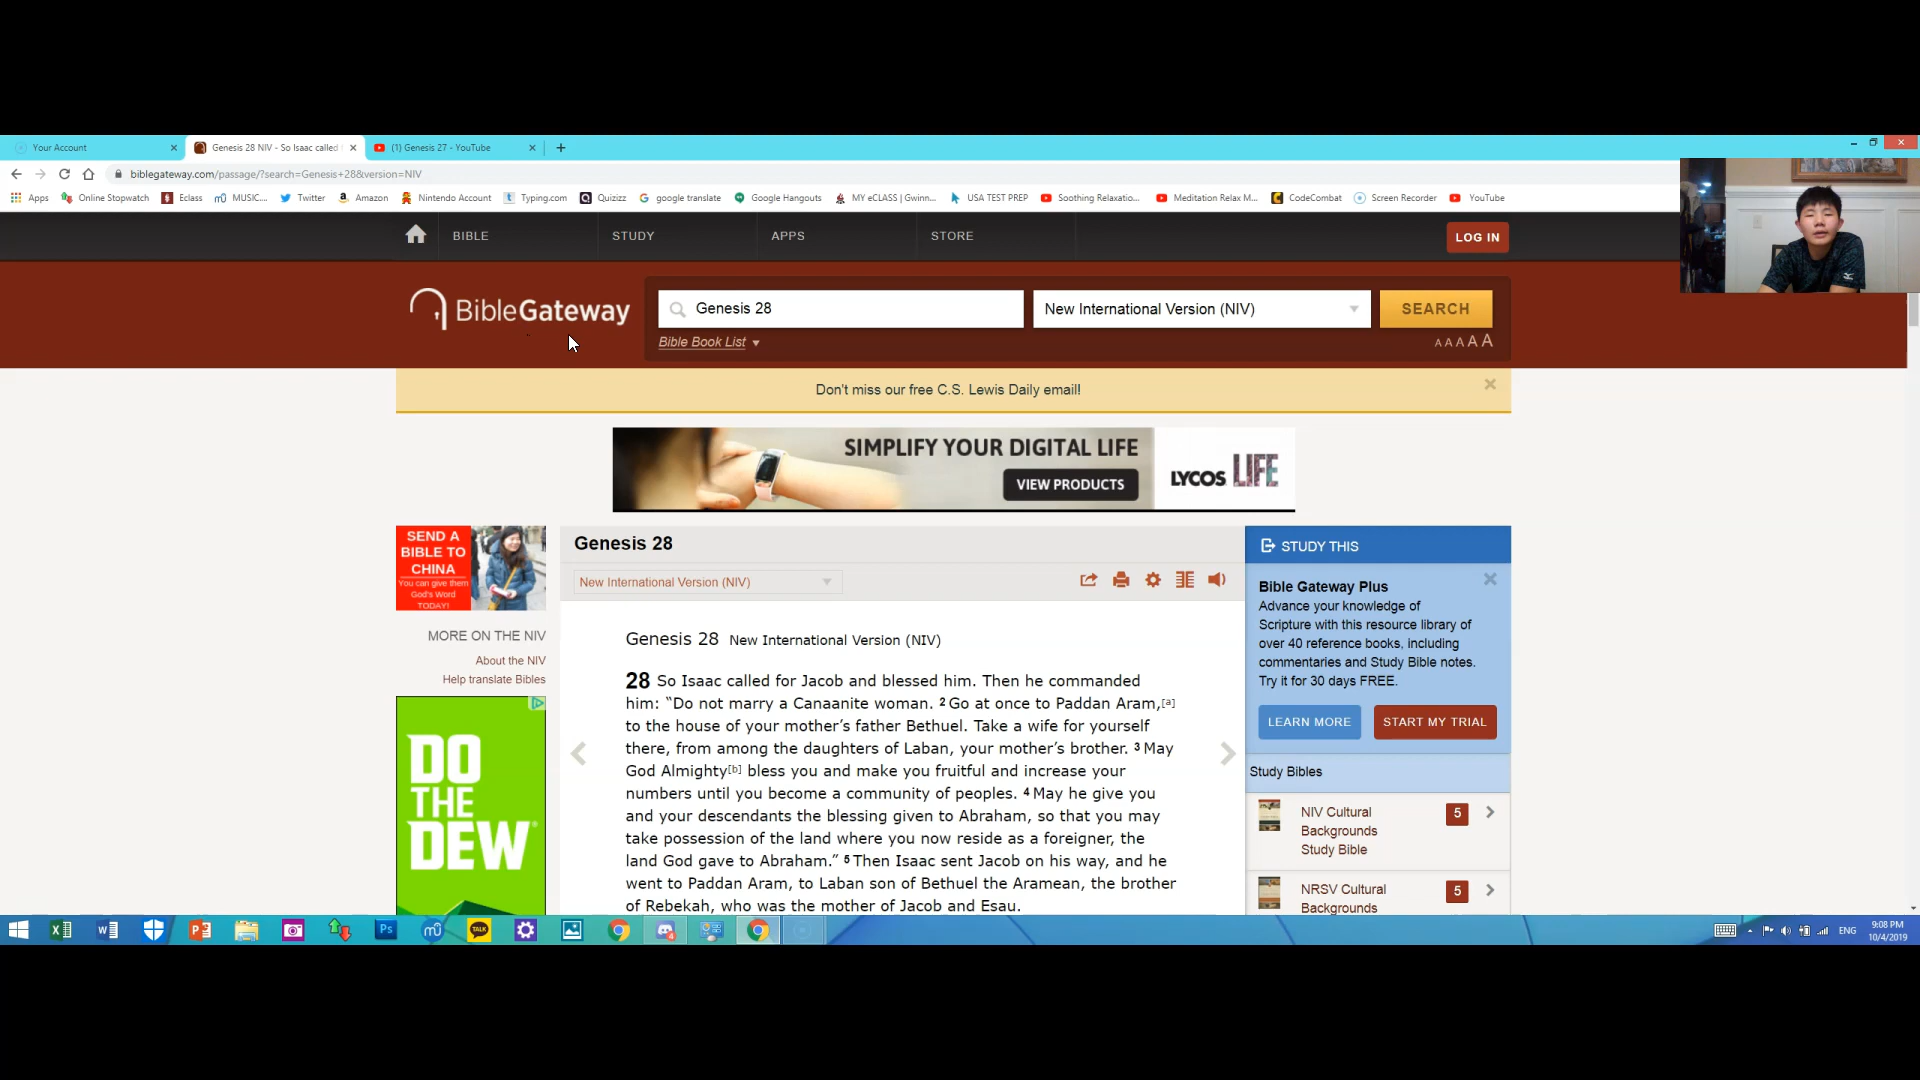 Your Account
Genesis 28 NIV - So Isaac called
(1) Genesis 27 - YouTube
biblegateway.com/passage/?search=Genesis+28&version=NIV
Apps
Online Stopwatch
Eclass
MUSIC....
Twitter
Amazon
Nintendo Account
Typing.com
Quizizz
google translate
Google Hangouts
MY eCLASS | Gwinn...
USA TEST PREP
Soothing Relaxatio...
Meditation Relax M...
CodeCombat
Screen Recorder
YouTube
BIBLE
STUDY
APPS
STORE
LOG IN
BibleGateway
Genesis 28
New International Version (NIV)
SEARCH
Bible Book List
A A A A A
Don't miss our free C.S. Lewis Daily email!
SIMPLIFY YOUR DIGITAL LIFE
VIEW PRODUCTS
LYCOS LIFE
SEND A
BIBLE TO
CHINA
You can give them
God's Word
TODAY!
MORE ON THE NIV
About the NIV
Help translate Bibles
DO
THE
DEW
Genesis 28
New International Version (NIV)
Genesis 28 New International Version (NIV)
28 So Isaac called for Jacob and blessed him. Then he commanded
him: “Do not marry a Canaanite woman. 2 Go at once to Paddan Aram,[a]
to the house of your mother’s father Bethuel. Take a wife for yourself
there, from among the daughters of Laban, your mother’s brother. 3 May
God Almighty[b] bless you and make you fruitful and increase your
numbers until you become a community of peoples. 4 May he give you
and your descendants the blessing given to Abraham, so that you may
take possession of the land where you now reside as a foreigner, the
land God gave to Abraham.” 5 Then Isaac sent Jacob on his way, and he
went to Paddan Aram, to Laban son of Bethuel the Aramean, the brother
of Rebekah, who was the mother of Jacob and Esau.
STUDY THIS
Bible Gateway Plus
Advance your knowledge of
Scripture with this resource library of
over 40 reference books, including
commentaries and Study Bible notes.
Try it for 30 days FREE.
LEARN MORE
START MY TRIAL
Study Bibles
NIV Cultural
Backgrounds
Study Bible
5
NRSV Cultural
Backgrounds
5
Ps
TALK
ENG
9:08 PM
10/4/2019